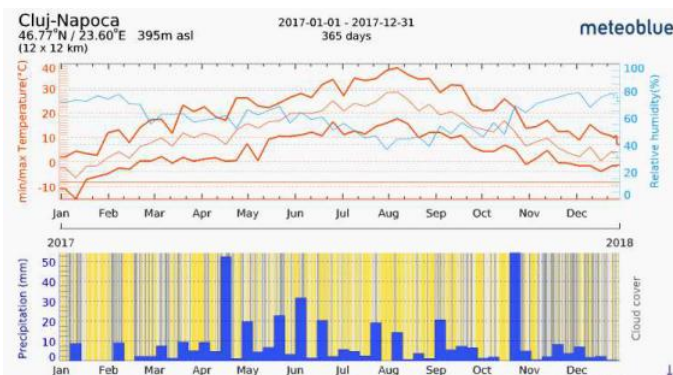 Cluj-Napoca
46.77°N / 23.60°E 395m asl
(12 x 12 km)
2017-01-01 - 2017-12-31
365 days
meteoblue
min/max Temperature(°C)
40
30
20
10
0
-10
100
80
60
40
20
0
Relative humidity(%)
Jan Feb Mar Apr May Jun Jul Aug Sep Oct Nov Dec
2017 2018
Precipitation (mm)
50
40
30
20
10
0
Cloud cover
Jan Feb Mar Apr May Jun Jul Aug Sep Oct Nov Dec